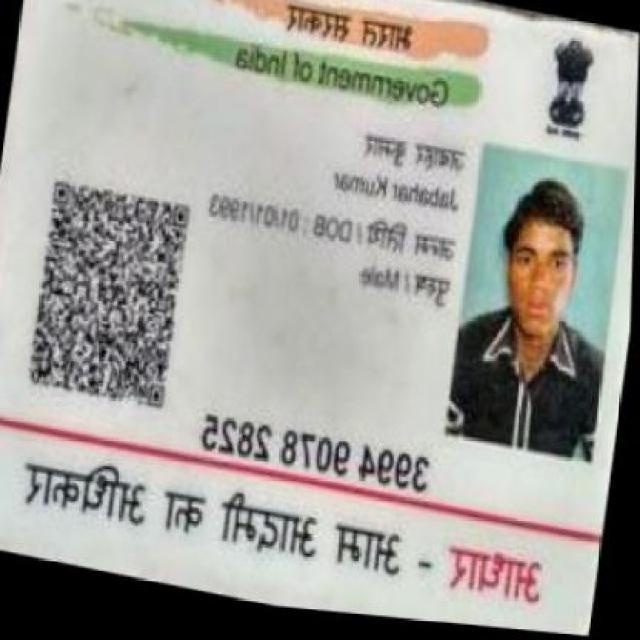 भारत सरकार
Government of India
जबाहर कुमार
Jabahar Kumar
जन्म तिथि / DOB : 01/01/1993
पुरुष / Male
3994 9078 2825
आधार - आम आदमी का अधिकार